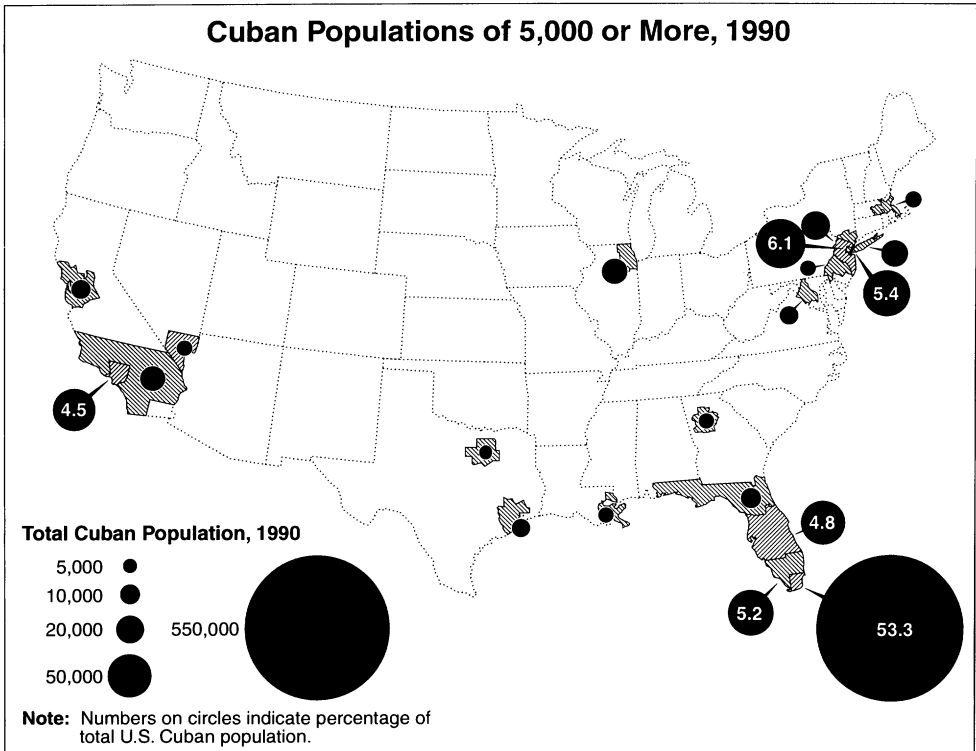 Cuban Populations of 5,000 or More, 1990
6.1
5.4
4.5
4.8
5.2
53.3
Total Cuban Population, 1990
5,000
10,000
20,000
550,000
50,000
Note: Numbers on circles indicate percentage of
total U.S. Cuban population.